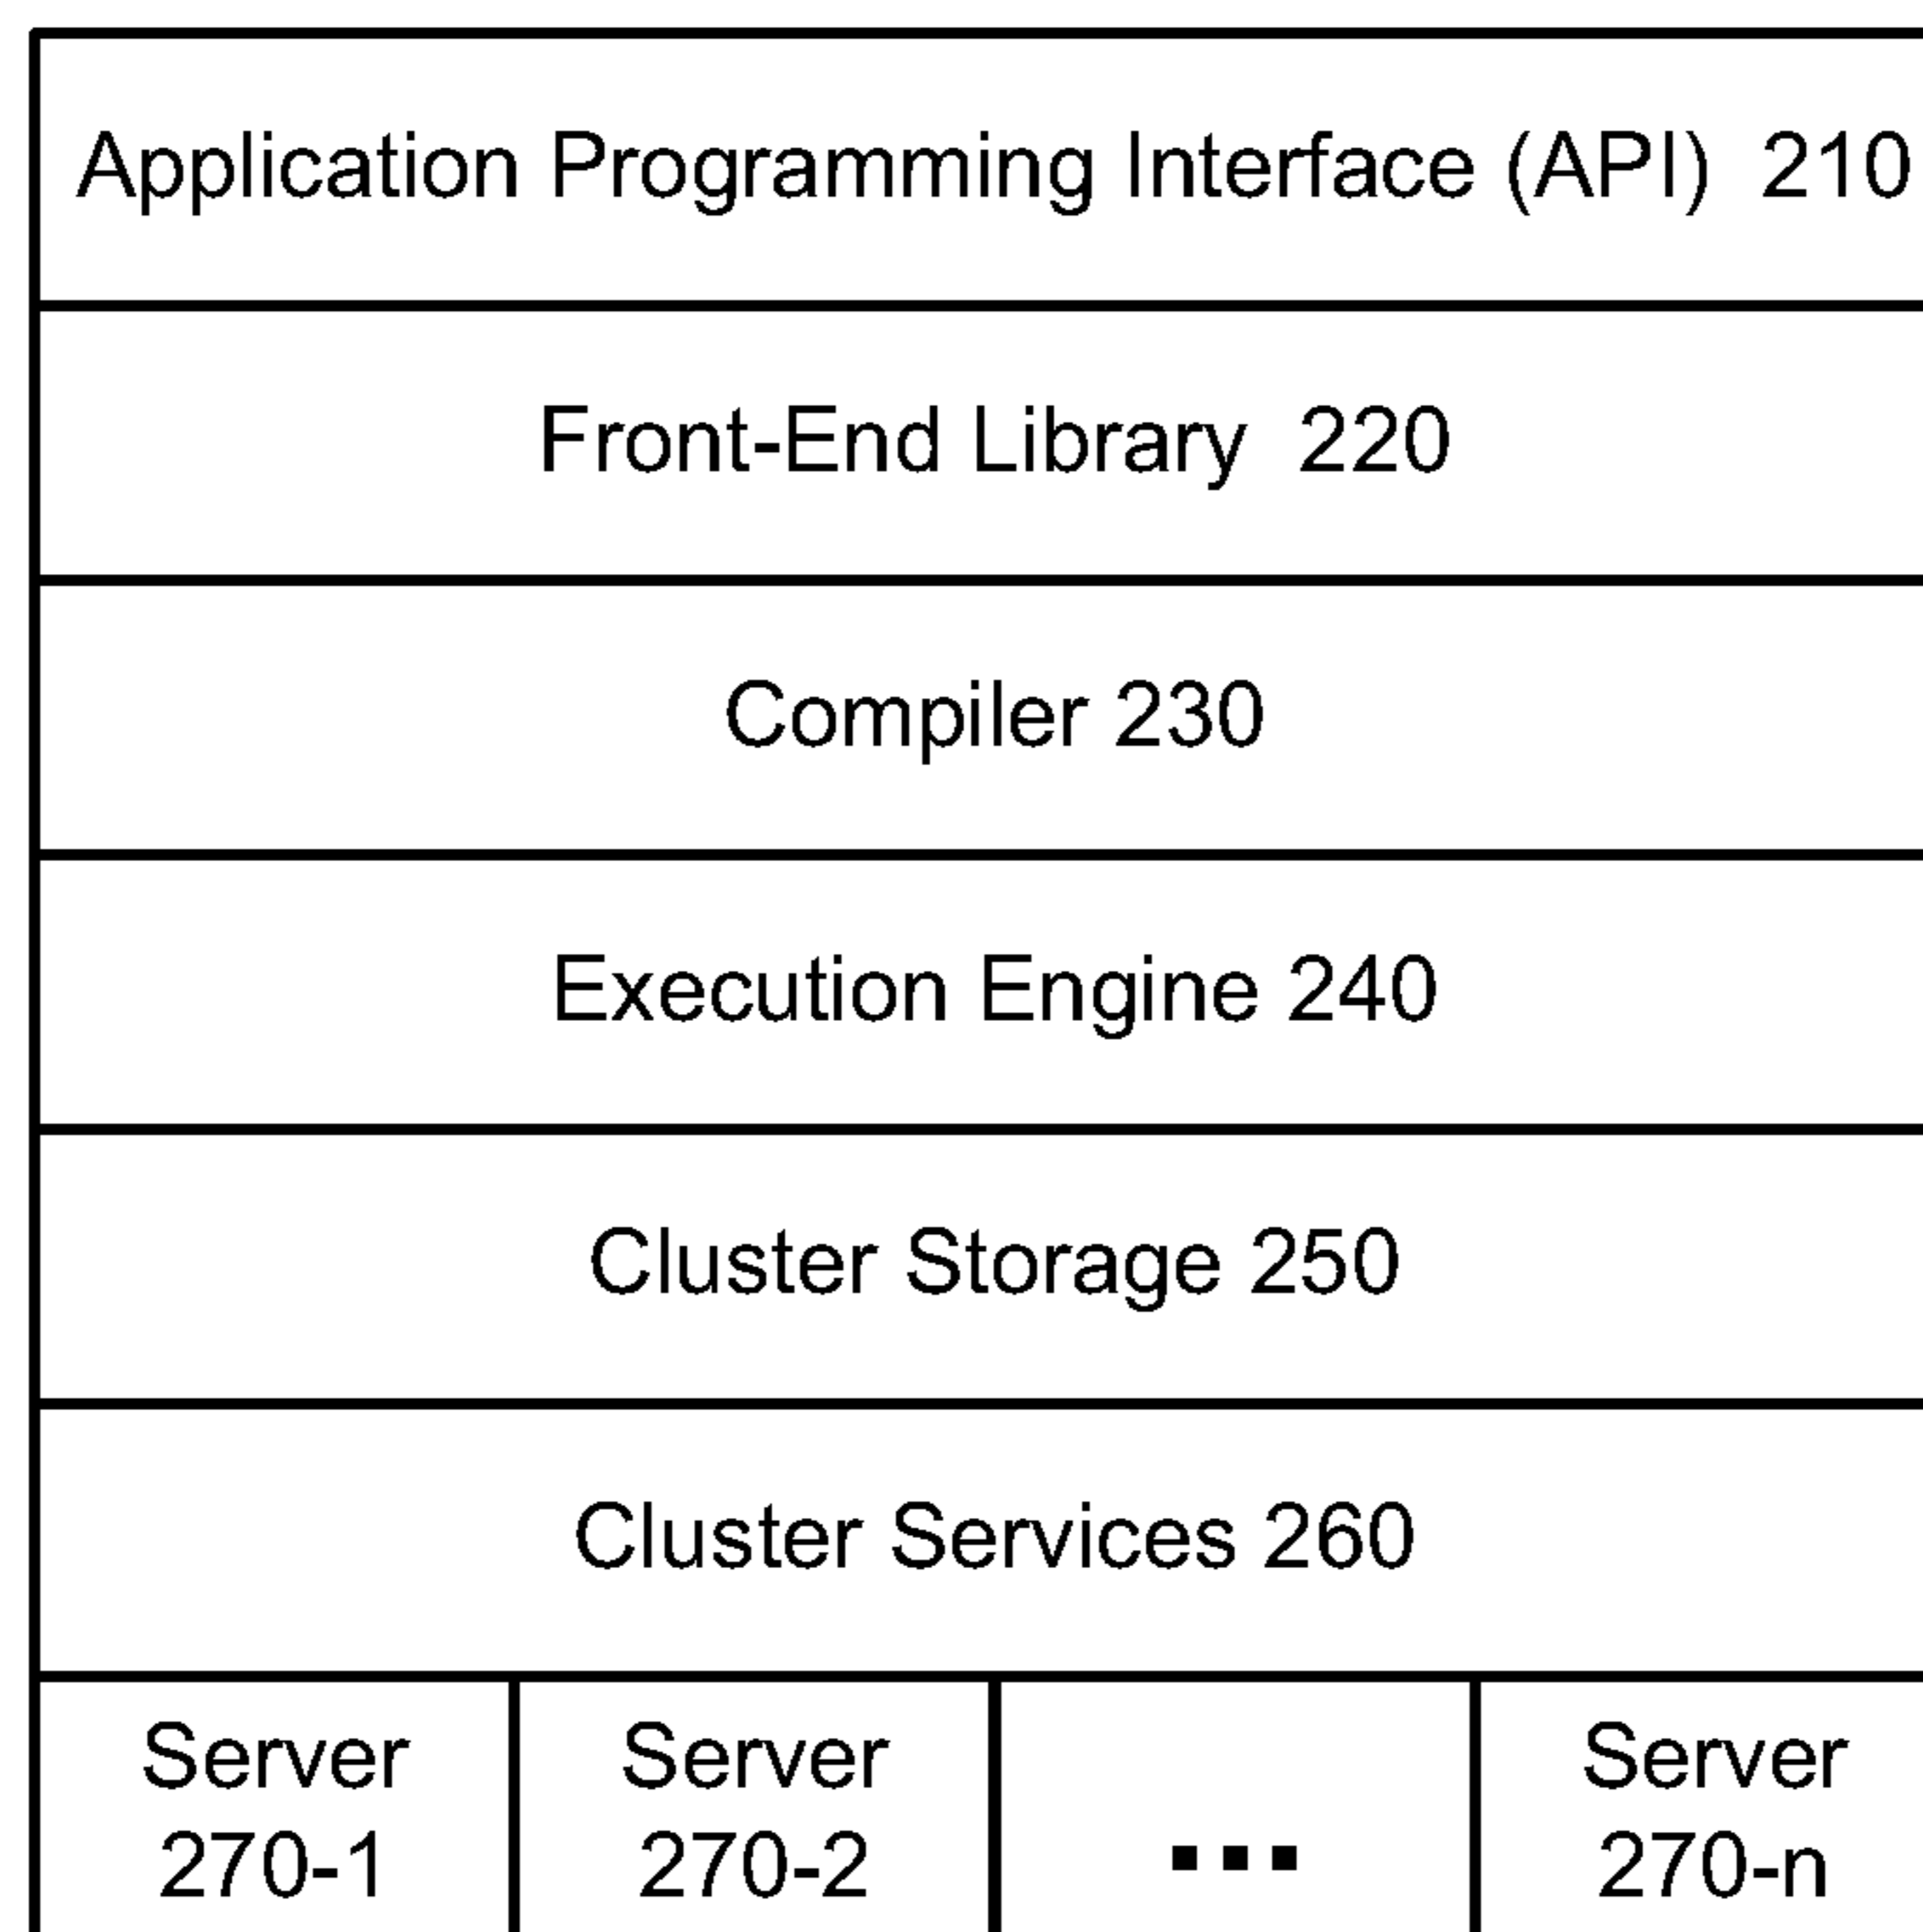 Application Programming Interface (API) 210
Front-End Library 220
Compiler 230
Execution Engine 240
Cluster Storage 250
Cluster Services 260
Server
270-1
Server
270-2
...
Server
270-n